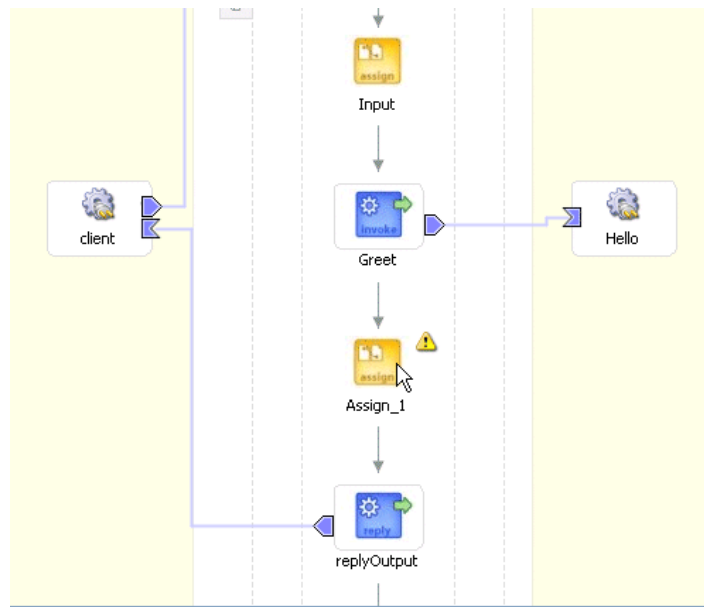 assign
Input
client
invoke
Greet
Hello
assign
Assign_1
reply
replyOutput